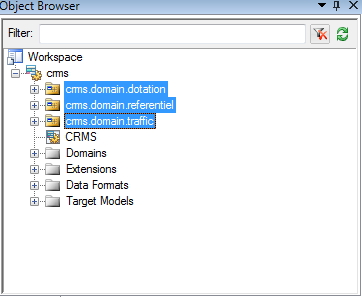 Object Browser
Filter:
Workspace
crms
crms.domain.dotation
crms.domain.referentiel
crms.domain.traffic
CRMS
Domains
Extensions
Data Formats
Target Models